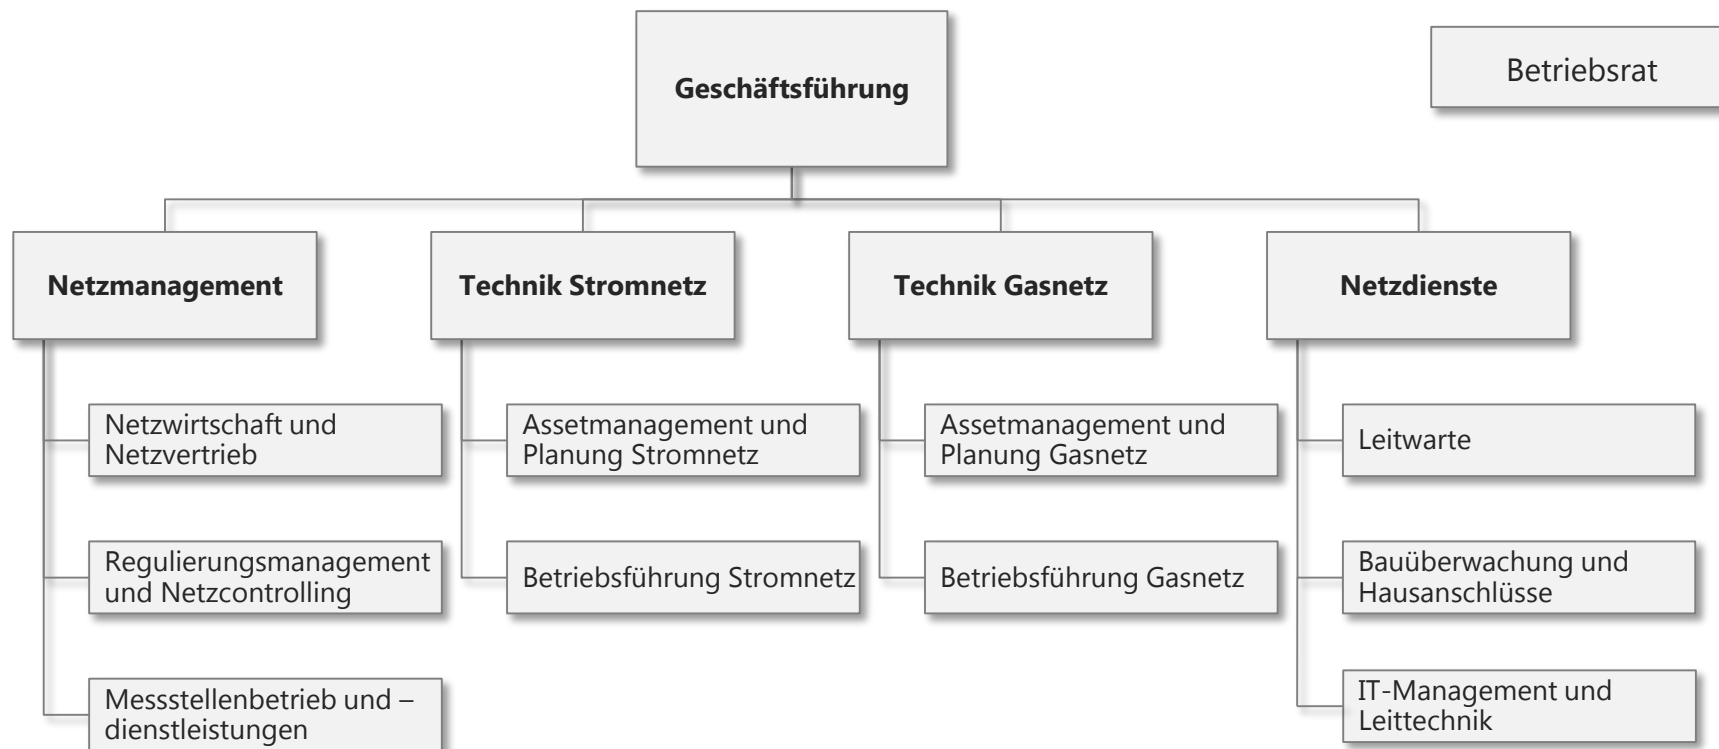 Geschäftsführung
Betriebsrat
Netzmanagement
Technik Stromnetz
Technik Gasnetz
Netzdienste
Netzwirtschaft und
Netzvertrieb
Assetmanagement und
Planung Stromnetz
Assetmanagement und
Planung Gasnetz
Leitwarte
Regulierungsmanagement
und Netzcontrolling
Betriebsführung Stromnetz
Betriebsführung Gasnetz
Bauüberwachung und
Hausanschlüsse
Messstellenbetrieb und –
dienstleistungen
IT-Management und
Leittechnik